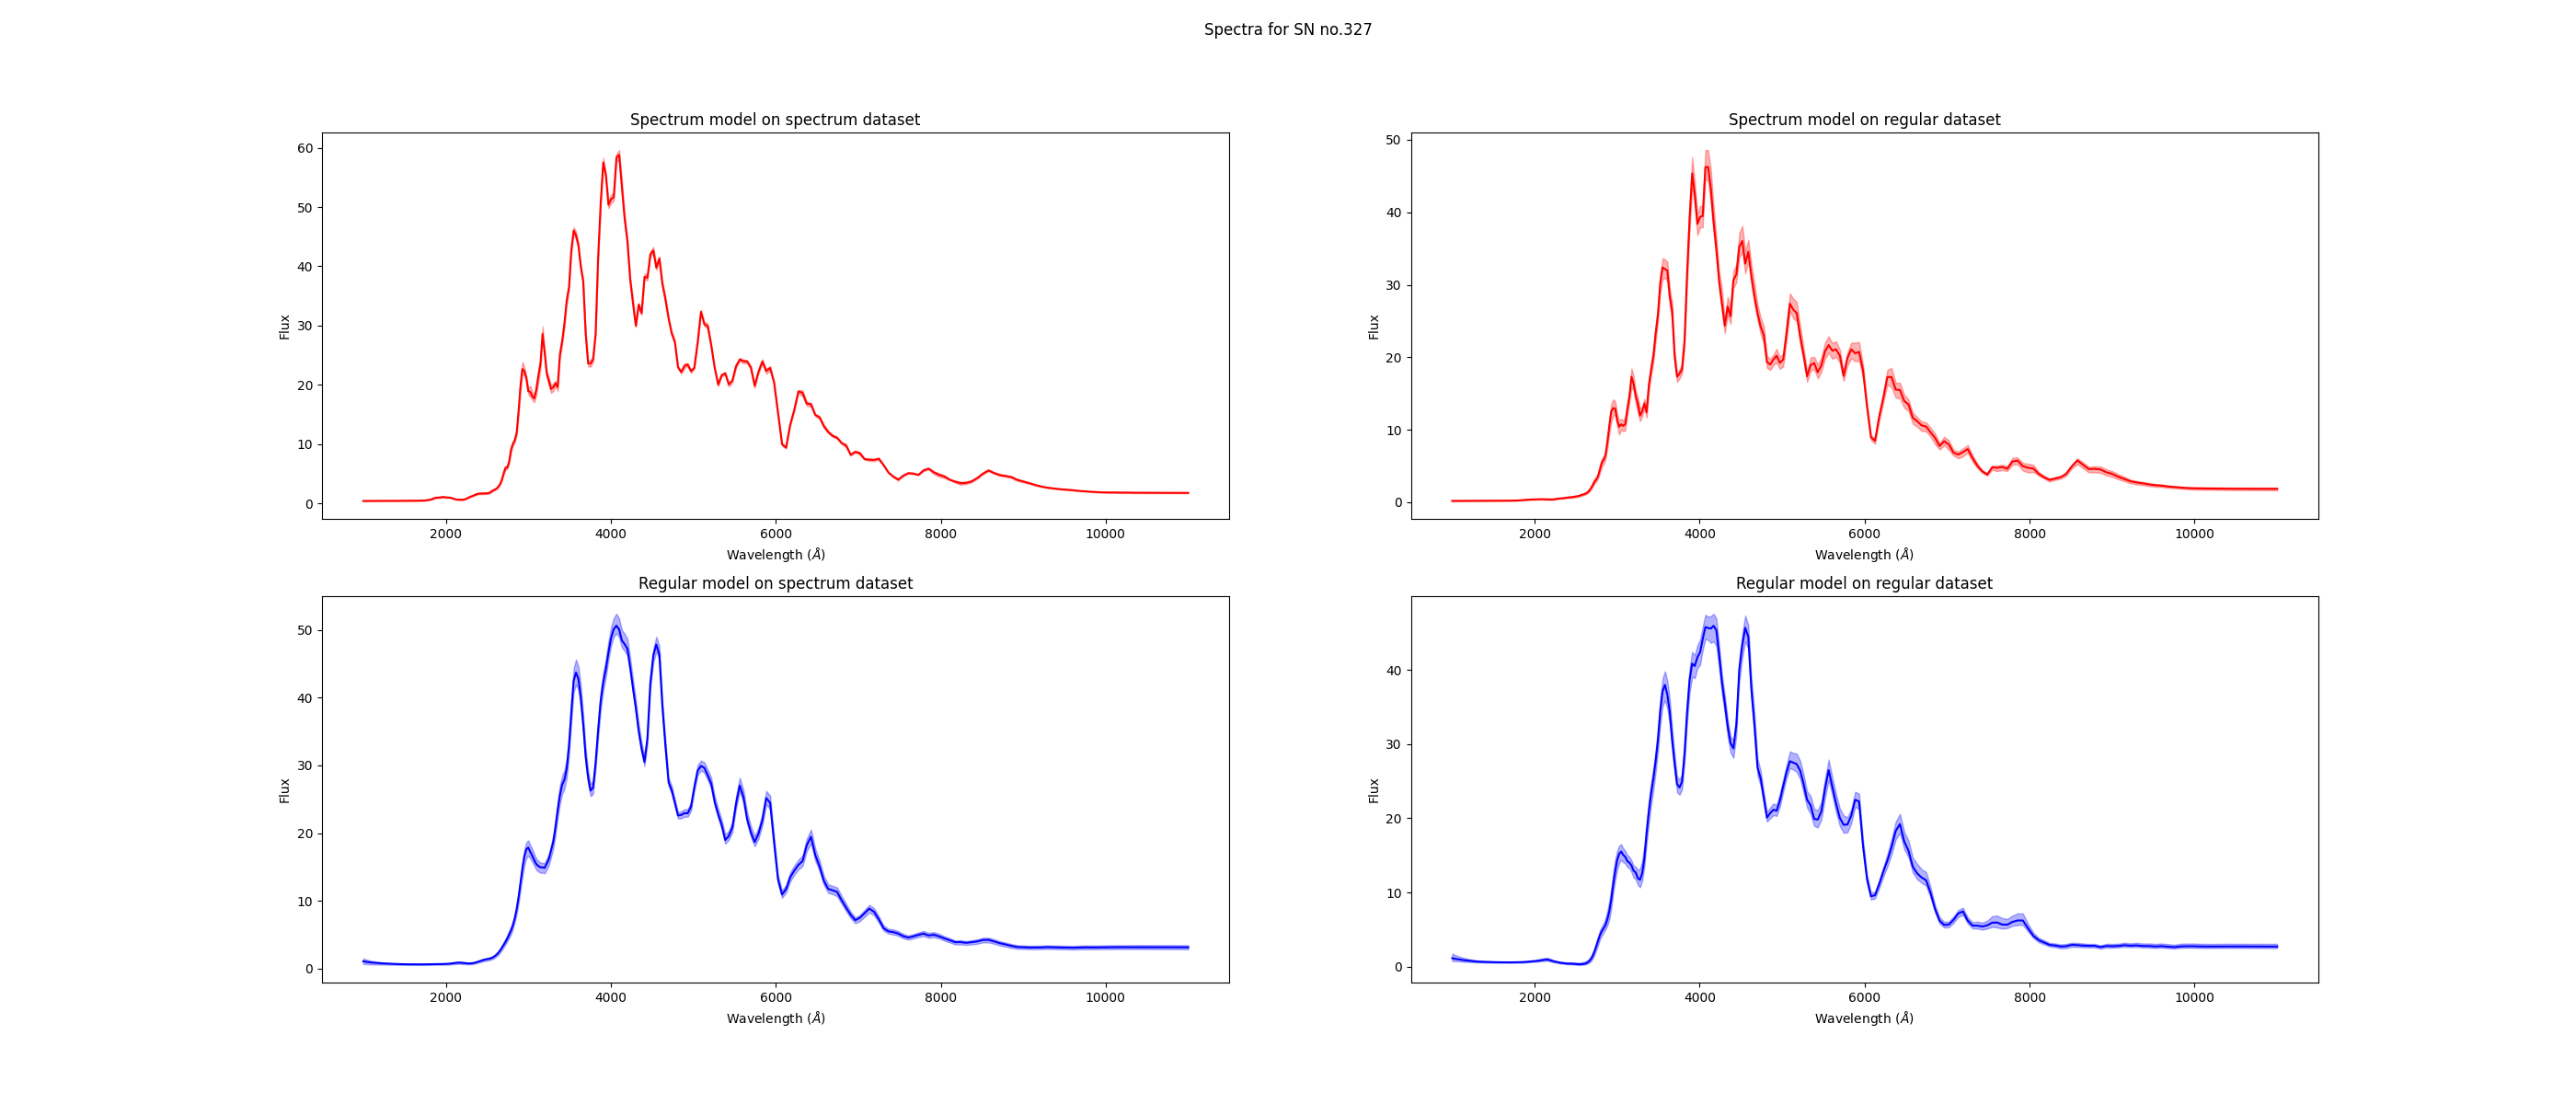 Spectra for SN no.327
Spectrum model on spectrum dataset
Flux
60
50
40
30
20
10
0
2000 4000 6000 8000 10000
Wavelength (Å)
Spectrum model on regular dataset
Flux
50
40
30
20
10
0
2000 4000 6000 8000 10000
Wavelength (Å)
Regular model on spectrum dataset
Flux
50
40
30
20
10
0
2000 4000 6000 8000 10000
Wavelength (Å)
Regular model on regular dataset
Flux
40
30
20
10
0
2000 4000 6000 8000 10000
Wavelength (Å)